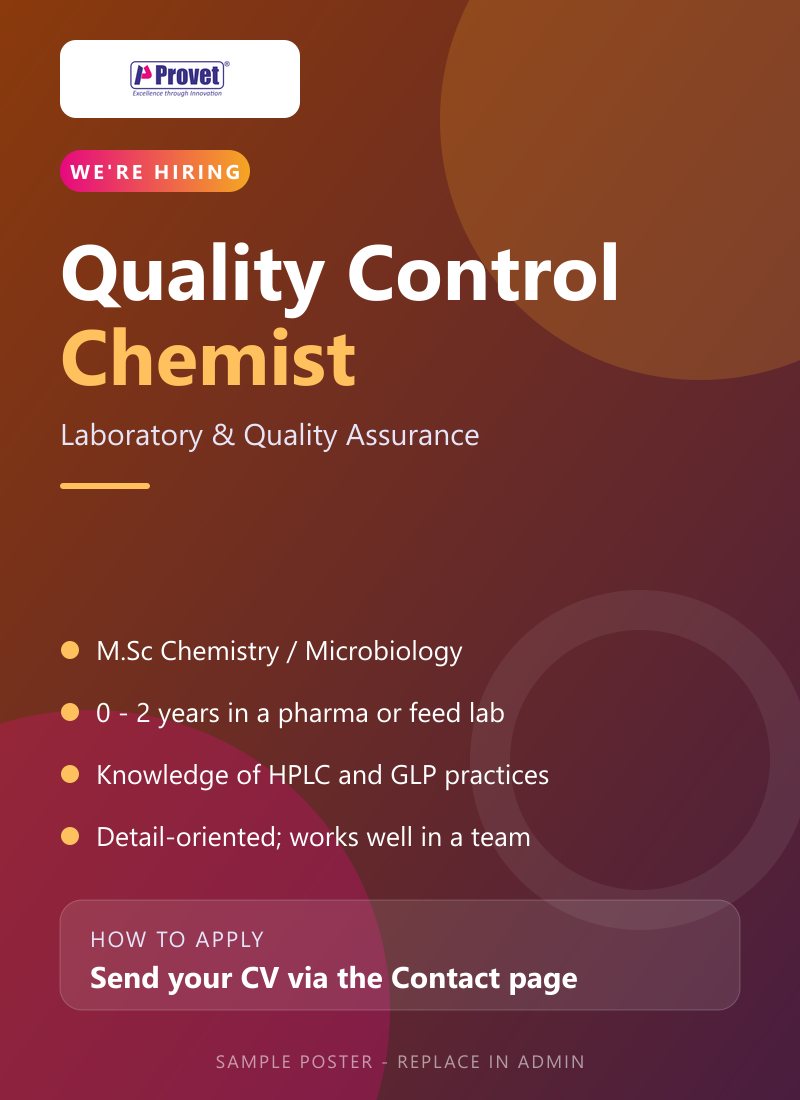 Provet®
Excellence through innovation
WE'RE HIRING
Quality Control
Chemist
Laboratory & Quality Assurance
M.Sc Chemistry / Microbiology
0 - 2 years in a pharma or feed lab
Knowledge of HPLC and GLP practices
Detail-oriented; works well in a team
HOW TO APPLY
Send your CV via the Contact page
SAMPLE POSTER - REPLACE IN ADMIN